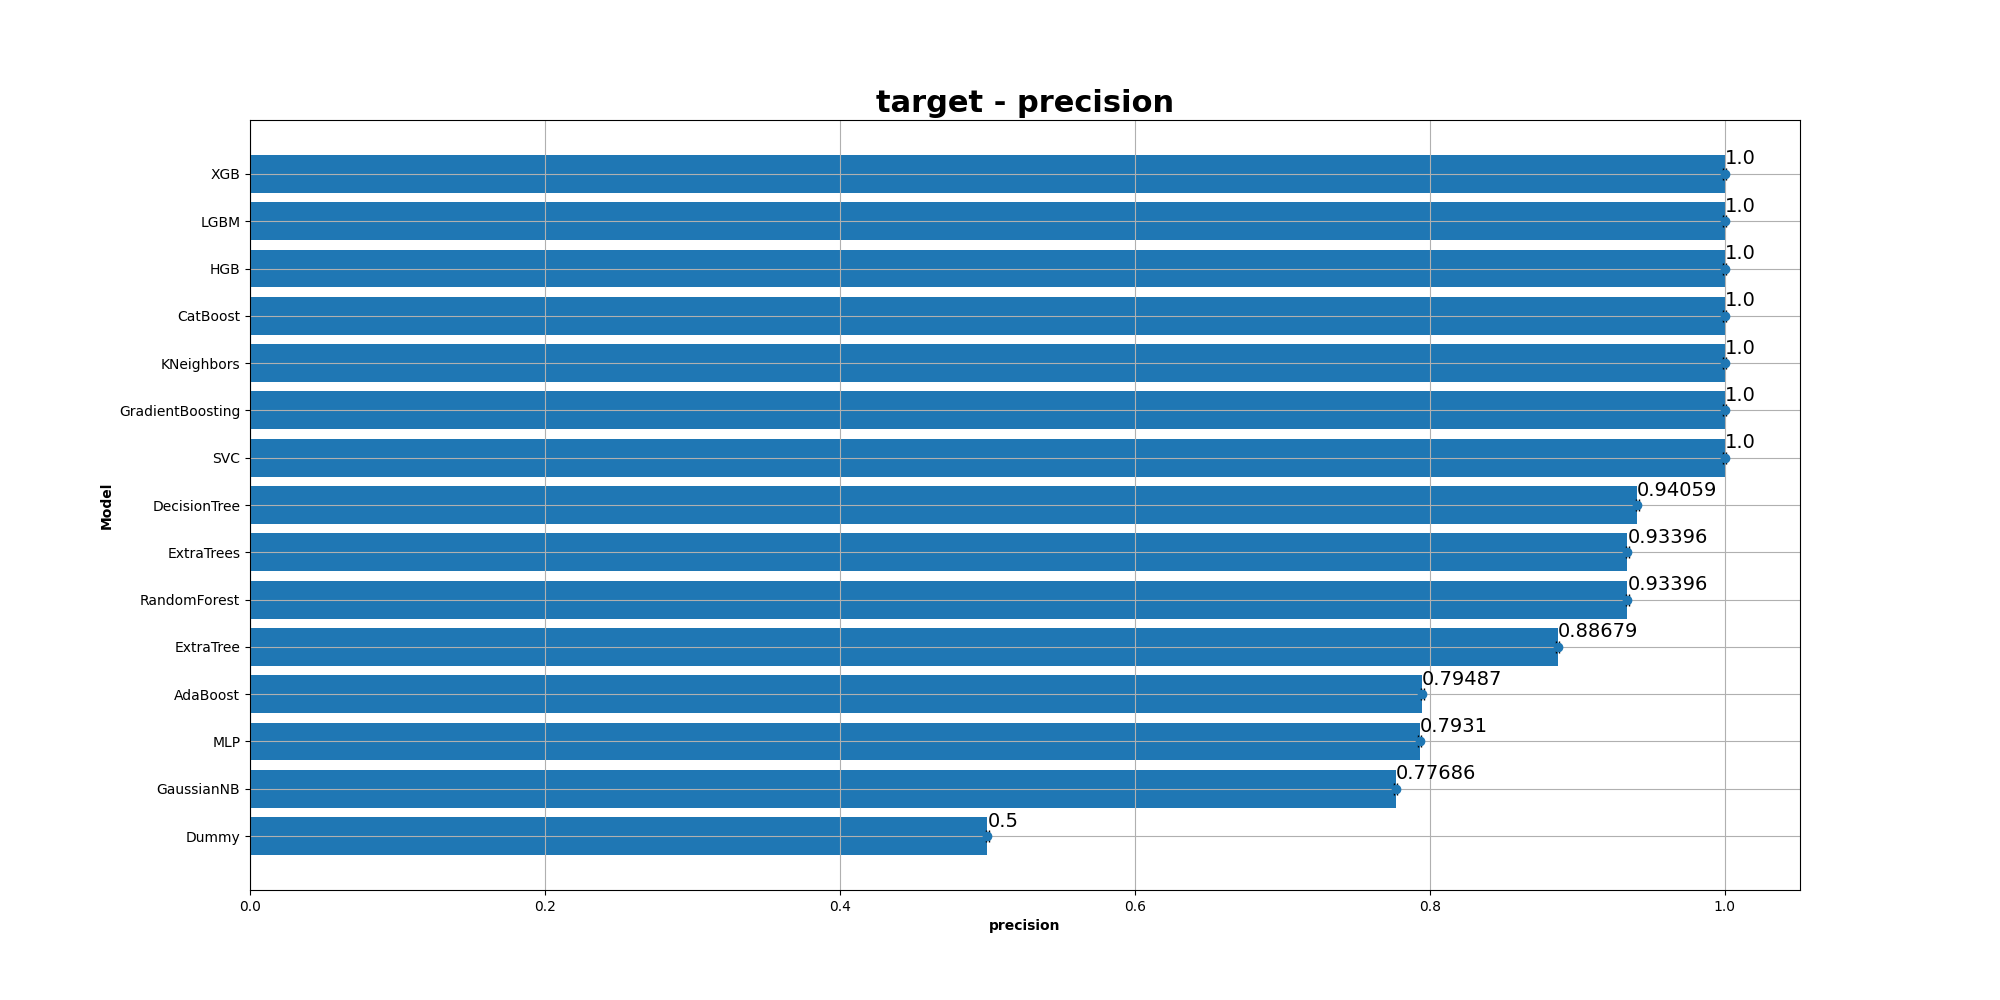 target - precision
XGB 1.0
LGBM 1.0
HGB 1.0
CatBoost 1.0
KNeighbors 1.0
GradientBoosting 1.0
SVC 1.0
DecisionTree 0.94059
ExtraTrees 0.93396
RandomForest 0.93396
ExtraTree 0.88679
AdaBoost 0.79487
MLP 0.7931
GaussianNB 0.77686
Dummy 0.5
Model
0.0 0.2 0.4 0.6 0.8 1.0
precision